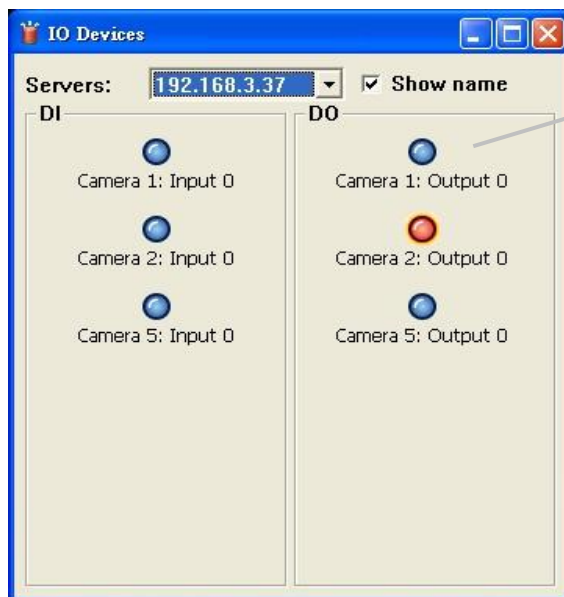 IO Devices
Servers: 192.168.3.37 Show name
DI
Camera 1: Input 0
Camera 2: Input 0
Camera 5: Input 0
DO
Camera 1: Output 0
Camera 2: Output 0
Camera 5: Output 0